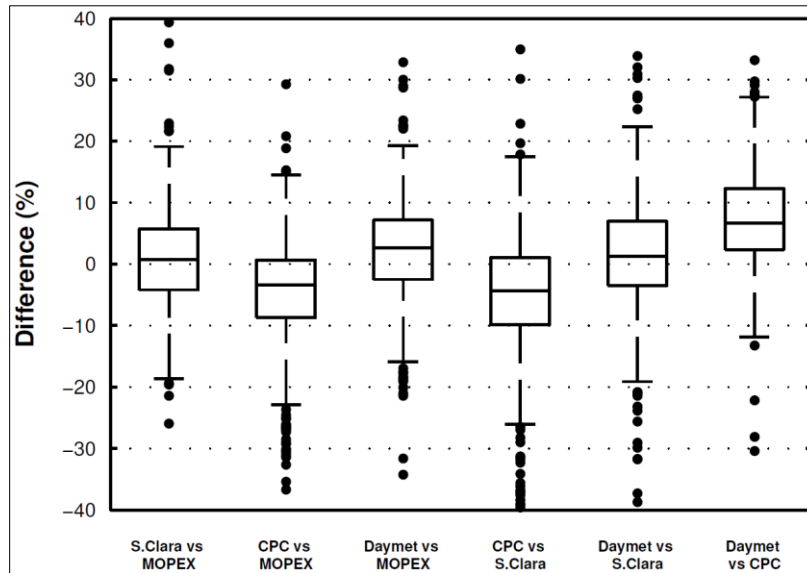 Difference (%)
40
30
20
10
0
−10
−20
−30
−40
S.Clara vs
MOPEX
CPC vs
MOPEX
Daymet vs
MOPEX
CPC vs
S.Clara
Daymet vs
S.Clara
Daymet
vs CPC